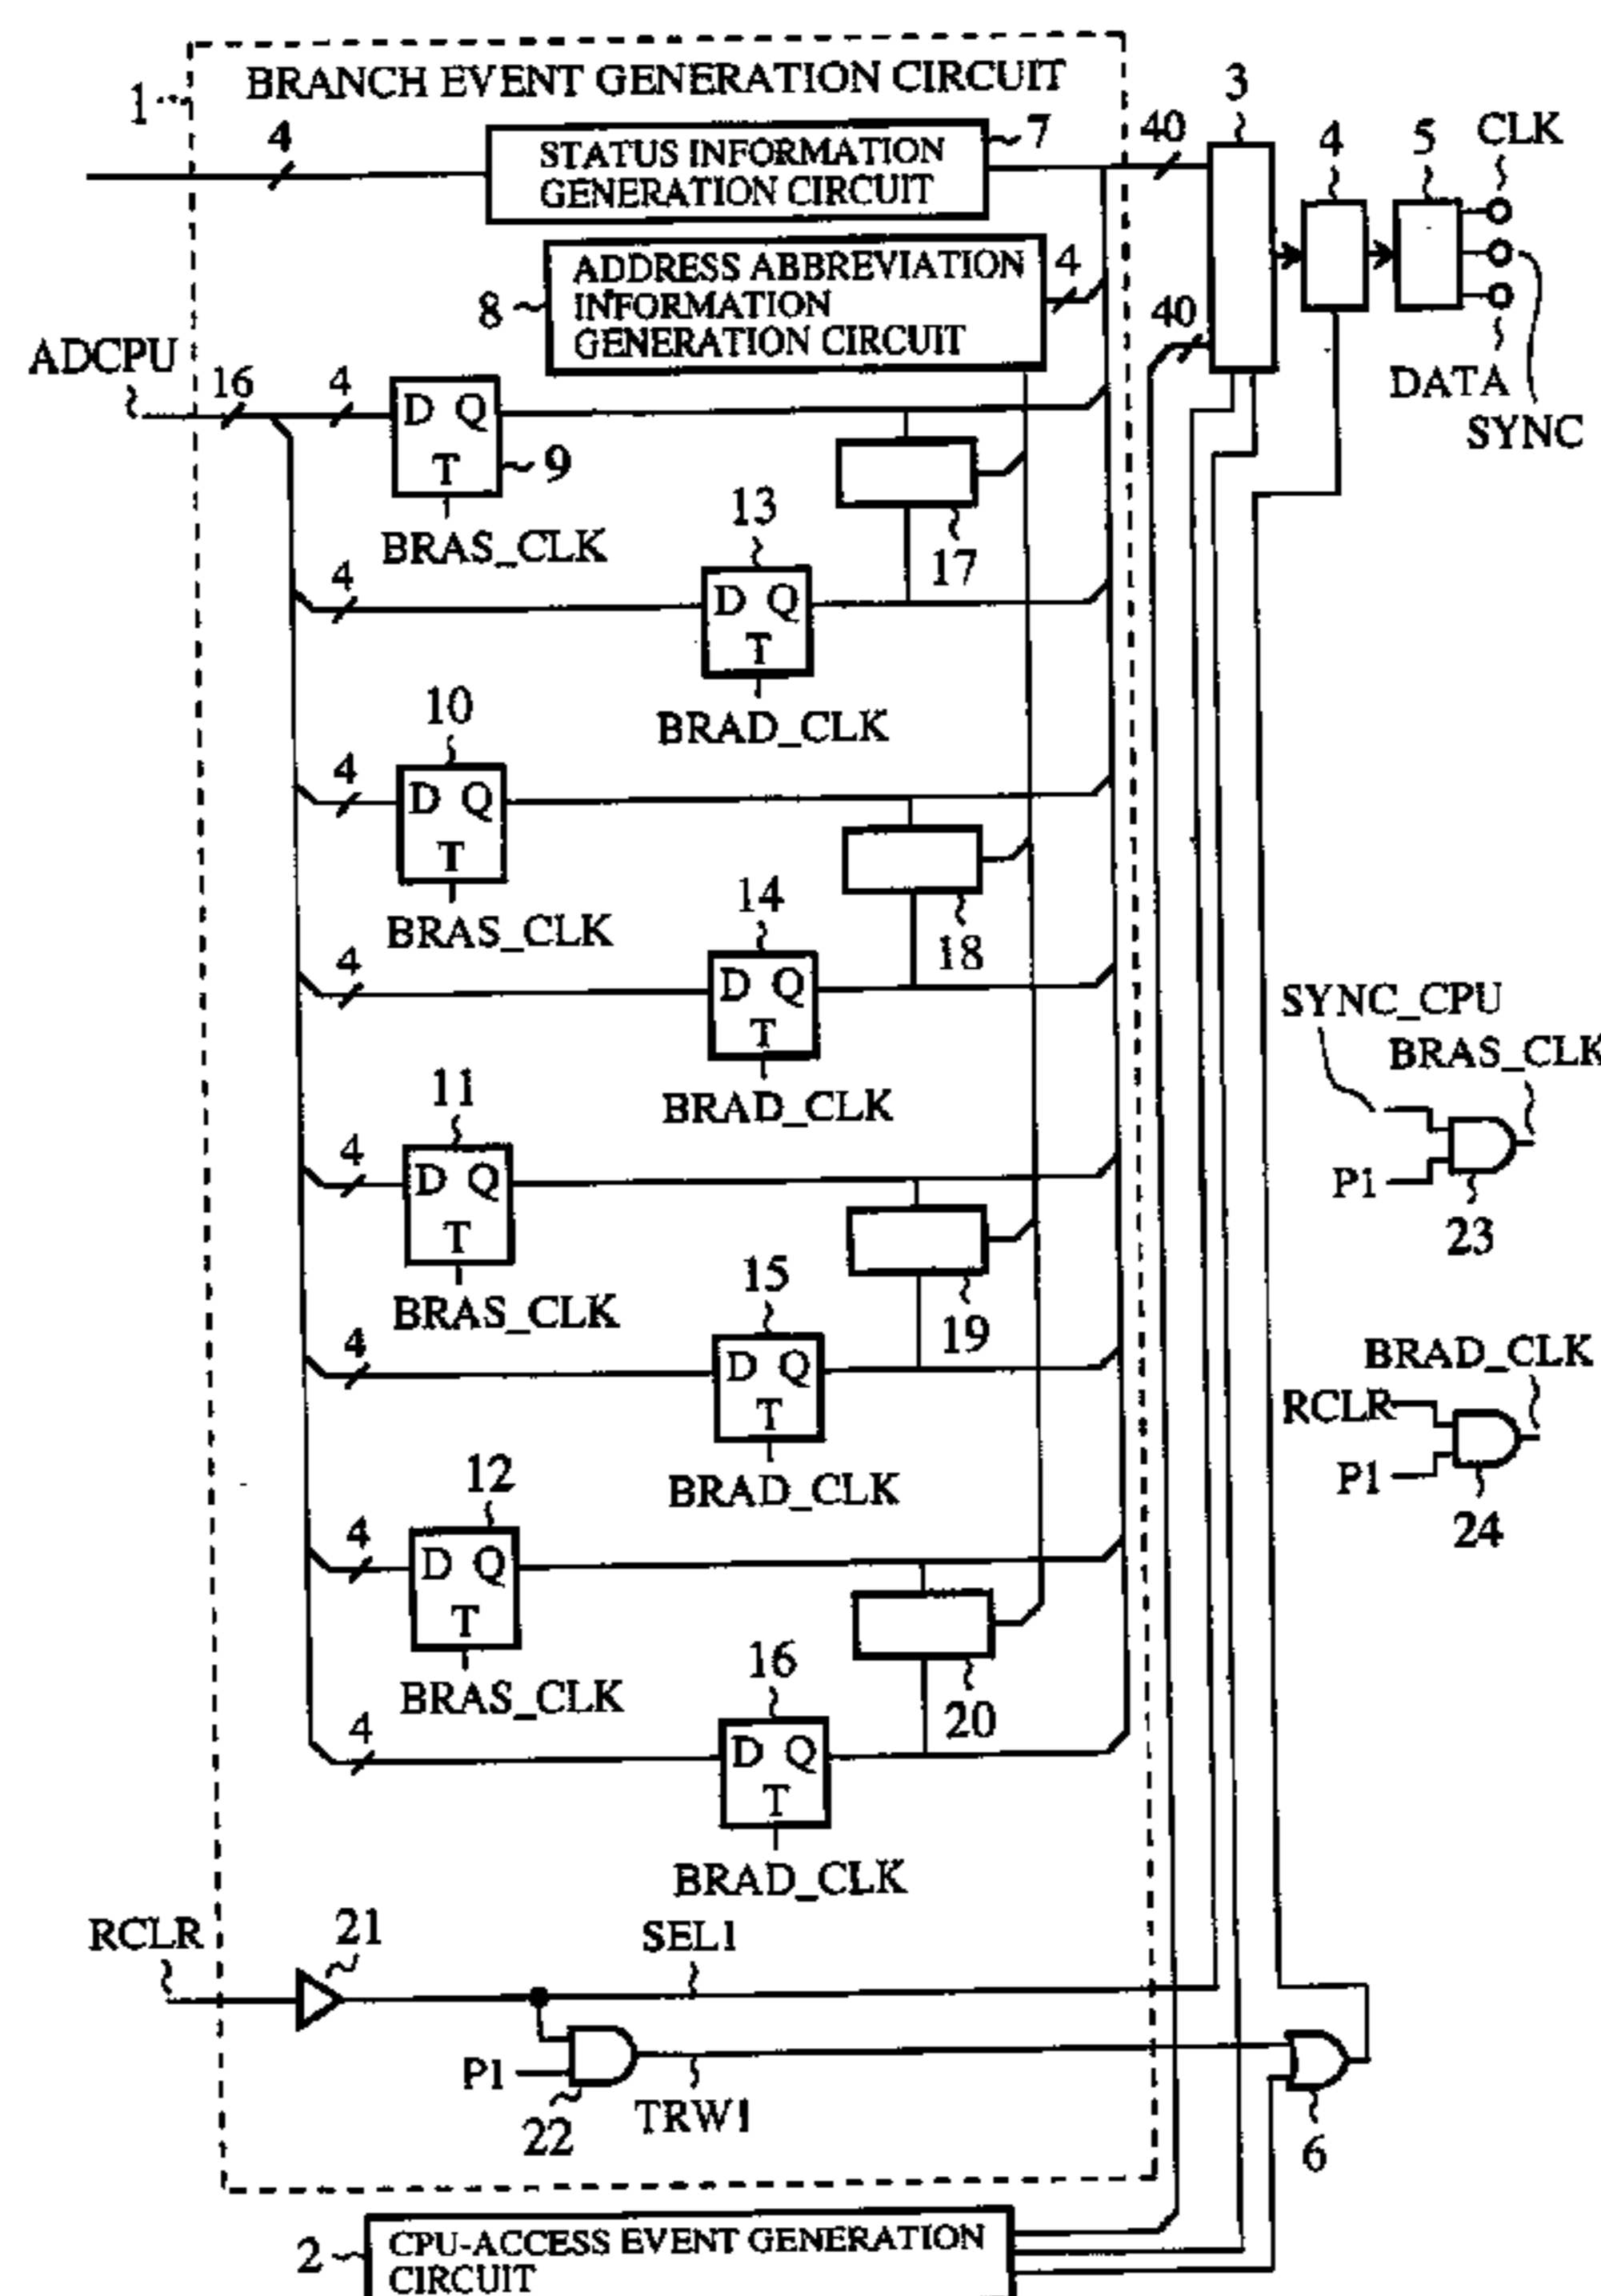 BRANCH EVENT GENERATION CIRCUIT
1
4
STATUS INFORMATION
GENERATION CIRCUIT
7
40
3
4
5
CLK
8
ADDRESS ABBREVIATION
INFORMATION
GENERATION CIRCUIT
4
40
DATA
SYNC
ADCPU
16
4
D Q
T
9
BRAS_CLK
17
4
13
D Q
T
BRAD_CLK
10
4
D Q
T
BRAS_CLK
18
14
4
D Q
T
BRAD_CLK
SYNC_CPU
BRAS_CLK
P1
23
11
4
D Q
T
BRAS_CLK
19
15
4
D Q
T
BRAD_CLK
BRAD_CLK
RCLR
P1
24
12
4
D Q
T
BRAS_CLK
20
16
4
D Q
T
BRAD_CLK
RCLR
21
SEL1
P1
22
TRW1
6
2
CPU-ACCESS EVENT GENERATION
CIRCUIT